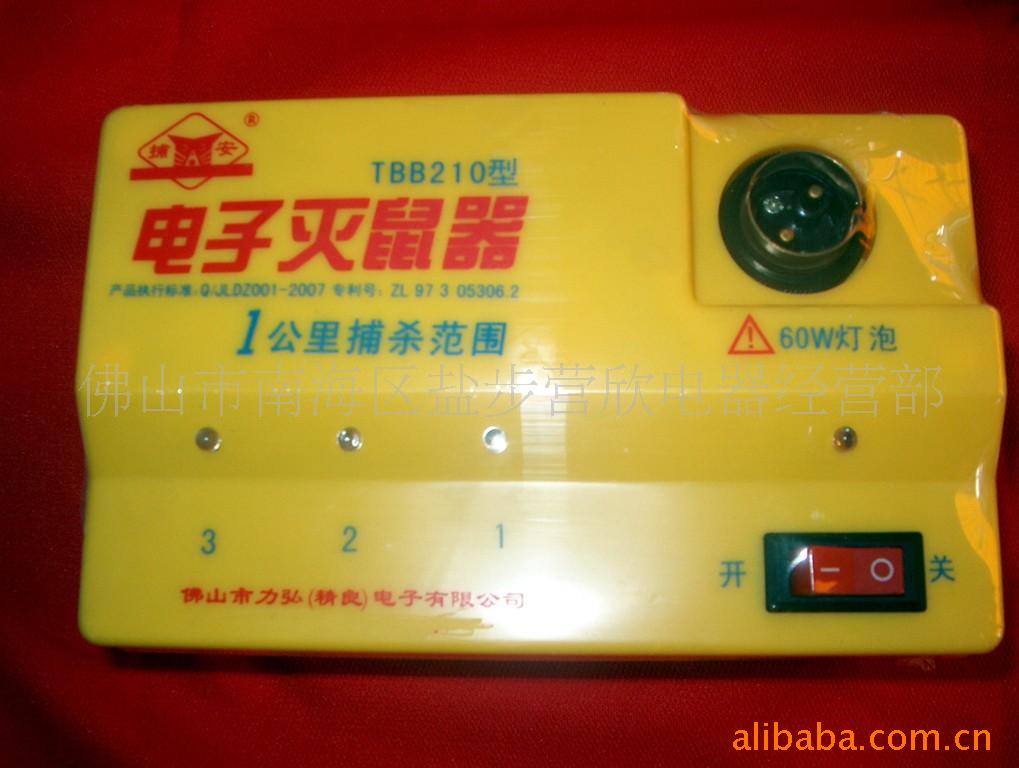 捕 A 安 ®
TBB210型
电子灭鼠器
产品执行标准: Q/JLDZ001-2007 专利号: ZL 97 3 05306.2
1公里捕杀范围
60W灯泡
佛山市南海区盐步营欣电器经营部
3 2 1
开 关
佛山市力弘(精良)电子有限公司
alibaba.com.cn